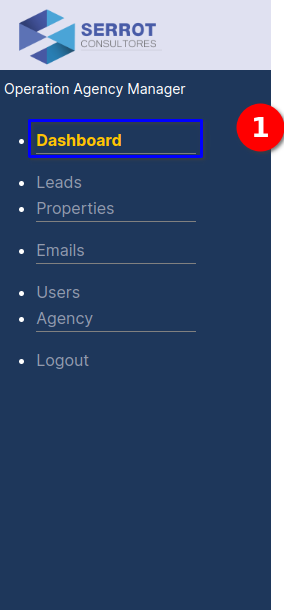 SERROT
CONSULTORES
Operation Agency Manager
Dashboard
1
Leads
Properties
Emails
Users
Agency
Logout